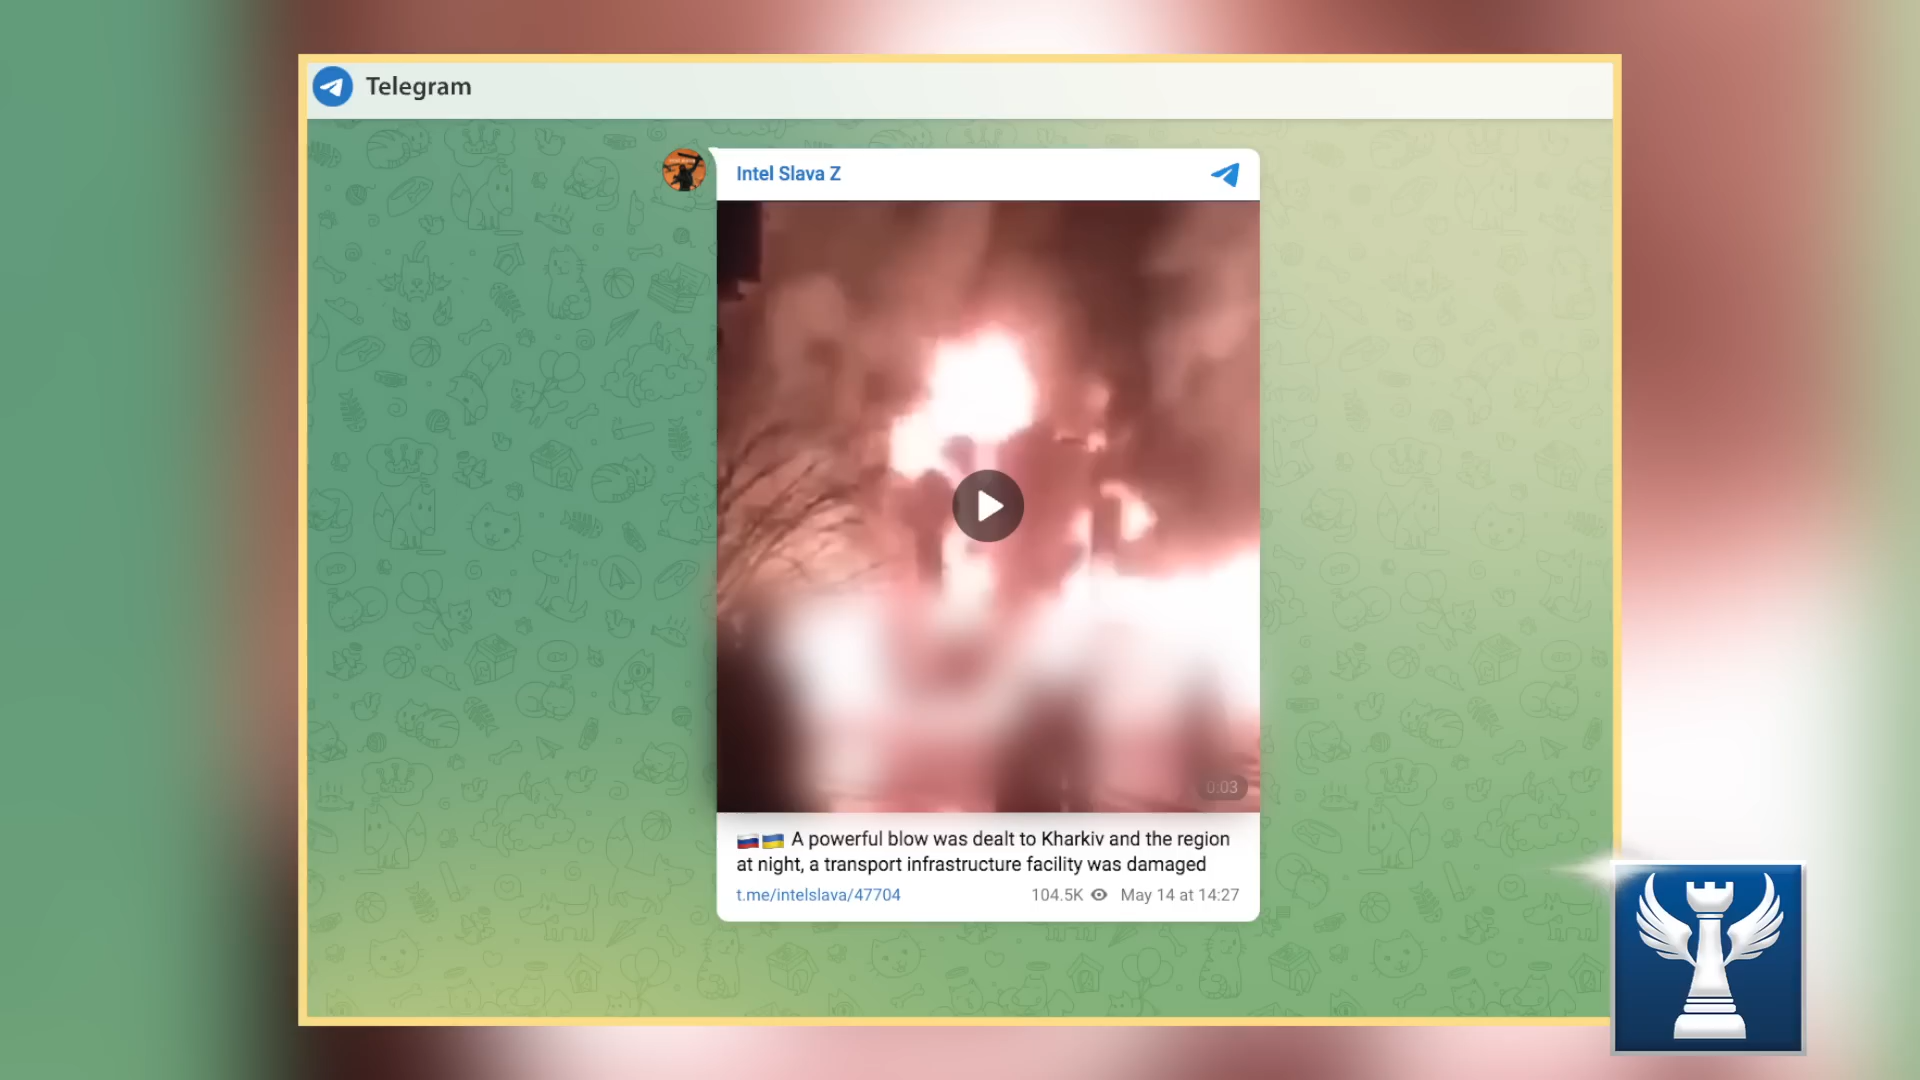 Telegram
Intel Slava Z
0:03
🇷🇺🇺🇦 A powerful blow was dealt to Kharkiv and the region
at night, a transport infrastructure facility was damaged
t.me/intelslava/47704 104.5K May 14 at 14:27